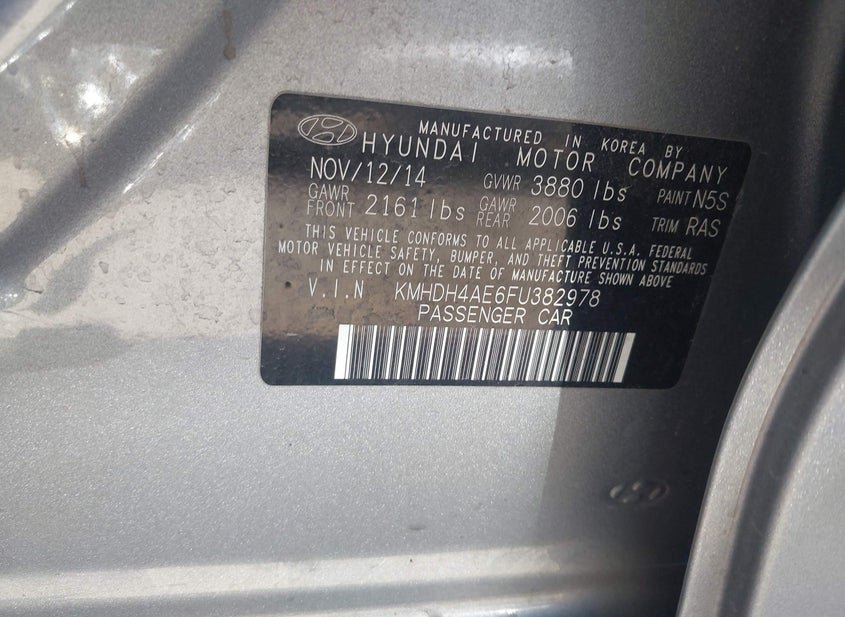 MANUFACTURED IN KOREA BY
HYUNDAI MOTOR COMPANY
NOV/12/14 GVWR 3880 lbs PAINT N5S
GAWR FRONT 2161 lbs GAWR REAR 2006 lbs TRIM RAS
THIS VEHICLE CONFORMS TO ALL APPLICABLE U.S.A. FEDERAL
MOTOR VEHICLE SAFETY, BUMPER, AND THEFT PREVENTION STANDARDS
IN EFFECT ON THE DATE OF MANUFACTURE SHOWN ABOVE.
V.I.N KMHDH4AE6FU382978
PASSENGER CAR